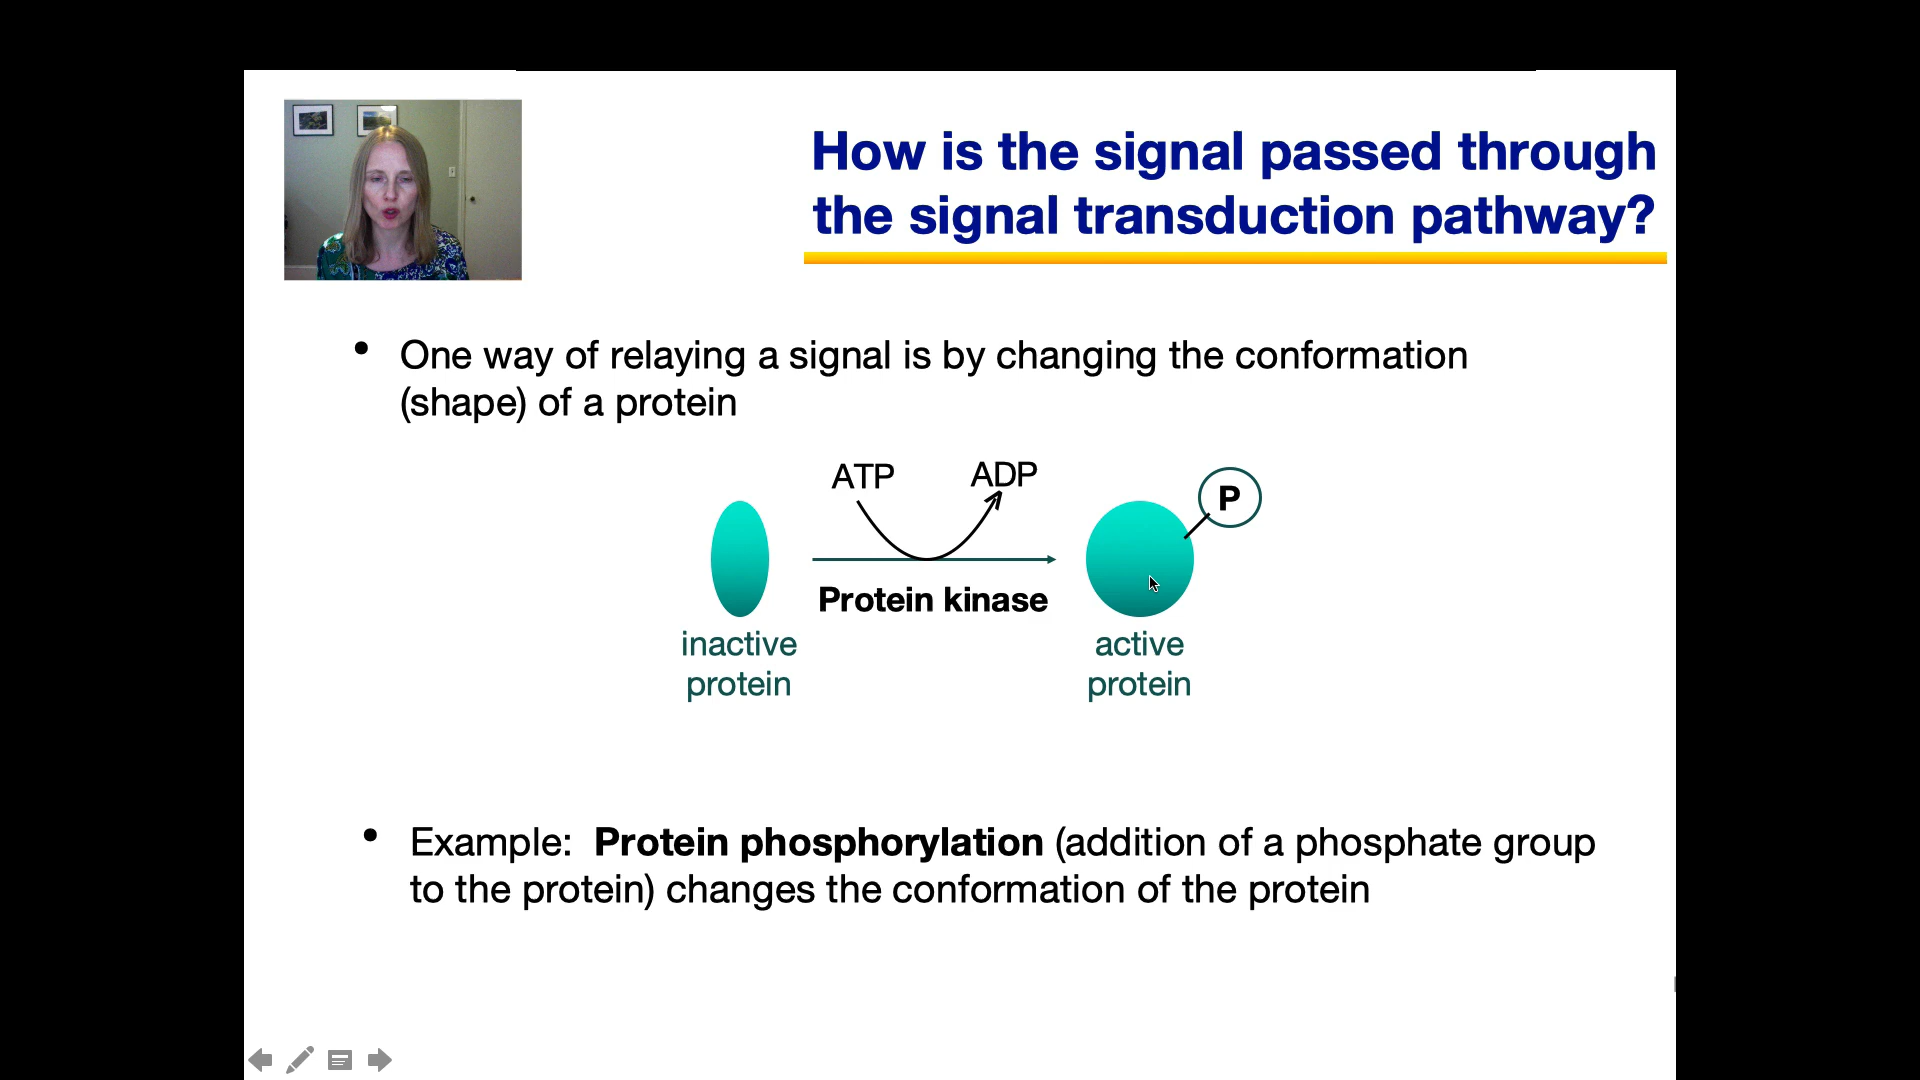 How is the signal passed through
the signal transduction pathway?
• One way of relaying a signal is by changing the conformation
(shape) of a protein
ATP ADP
P
Protein kinase
inactive
protein
active
protein
• Example: Protein phosphorylation (addition of a phosphate group
to the protein) changes the conformation of the protein